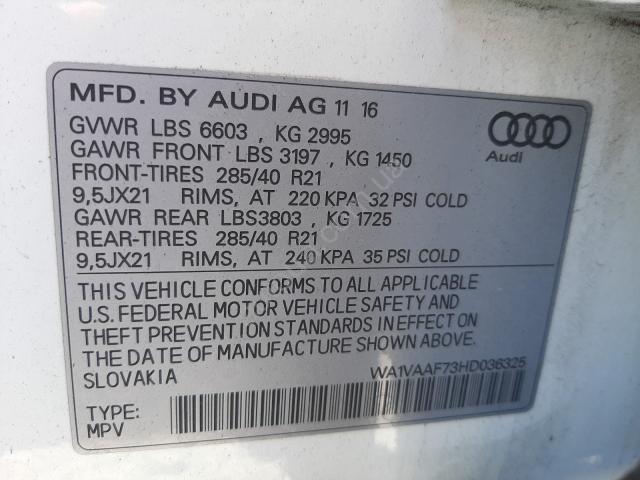 MFD. BY AUDI AG 11 16
GVWR LBS 6603 , KG 2995
GAWR FRONT LBS 3197 , KG 1450
FRONT-TIRES 285/40 R21
9,5JX21 RIMS, AT 220 KPA 32 PSI COLD
GAWR REAR LBS3803 , KG 1725
REAR-TIRES 285/40 R21
9,5JX21 RIMS, AT 240 KPA 35 PSI COLD
Audi
THIS VEHICLE CONFORMS TO ALL APPLICABLE
U.S. FEDERAL MOTOR VEHICLE SAFETY AND
THEFT PREVENTION STANDARDS IN EFFECT ON
THE DATE OF MANUFACTURE SHOWN ABOVE.
SLOVAKIA
WA1VAAF73HD036325
TYPE:
MPV